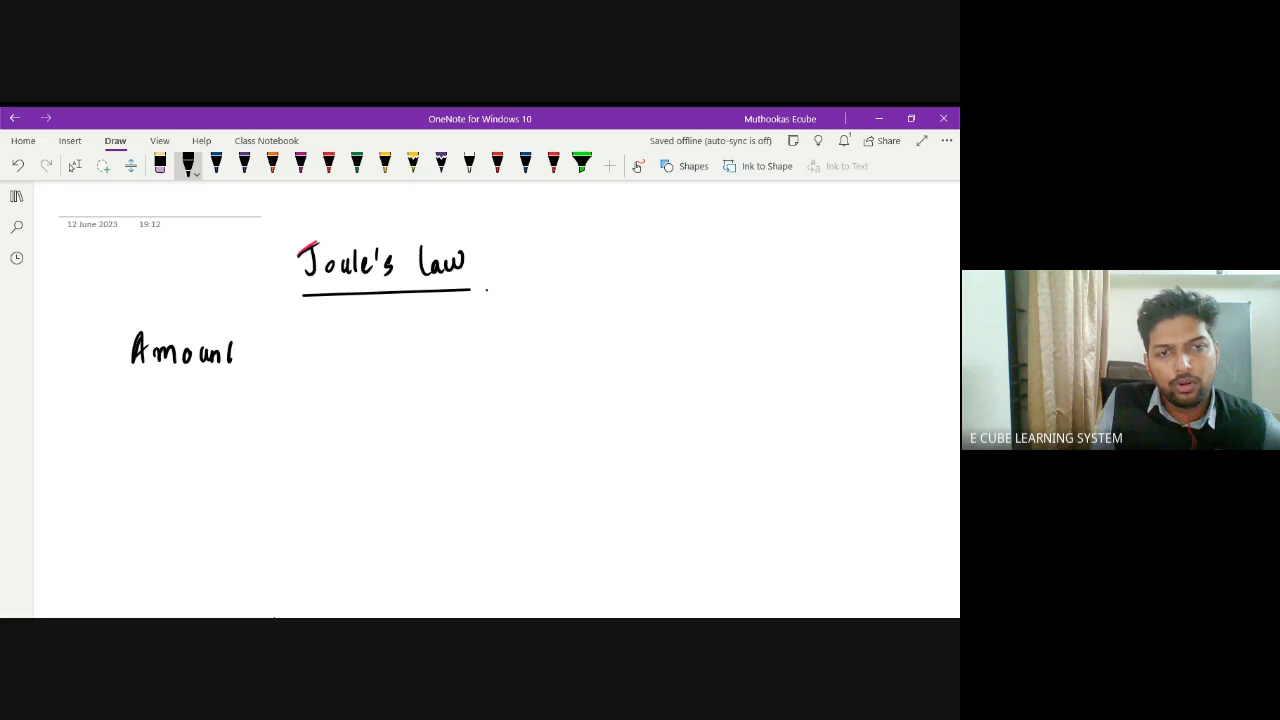 OneNote for Windows 10
Muthookas Ecube
Home Insert Draw View Help Class Notebook
Saved offline (auto-sync is off)
1
Share
Shapes
Ink to Shape
Ink to Text
12 June 2023 19:12
Joule's law
Amount
E CUBE LEARNING SYSTEM